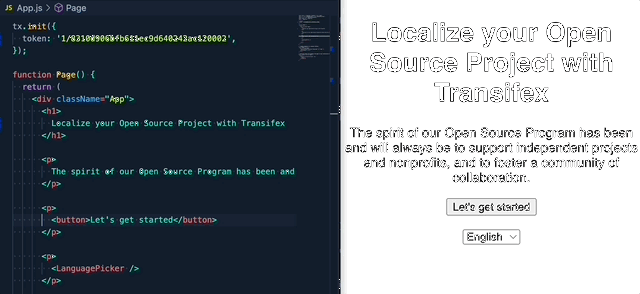 App.js > Page
tx.init({
token:
});
function Page() {
return (
<div className="App">
<h1>
Localize your Open Source Project with Transifex
</h1>
<p>
The spirit of our Open Source Program has been and
</p>
<p>
<button>Let's get started</button>
</p>
<p>
<LanguagePicker />
</p>
Localize your Open
Source Project with
Transifex
The spirit of our Open Source Program has been
and will always be to support independent projects
and nonprofits, and to foster a community of
collaboration.
Let's get started
English